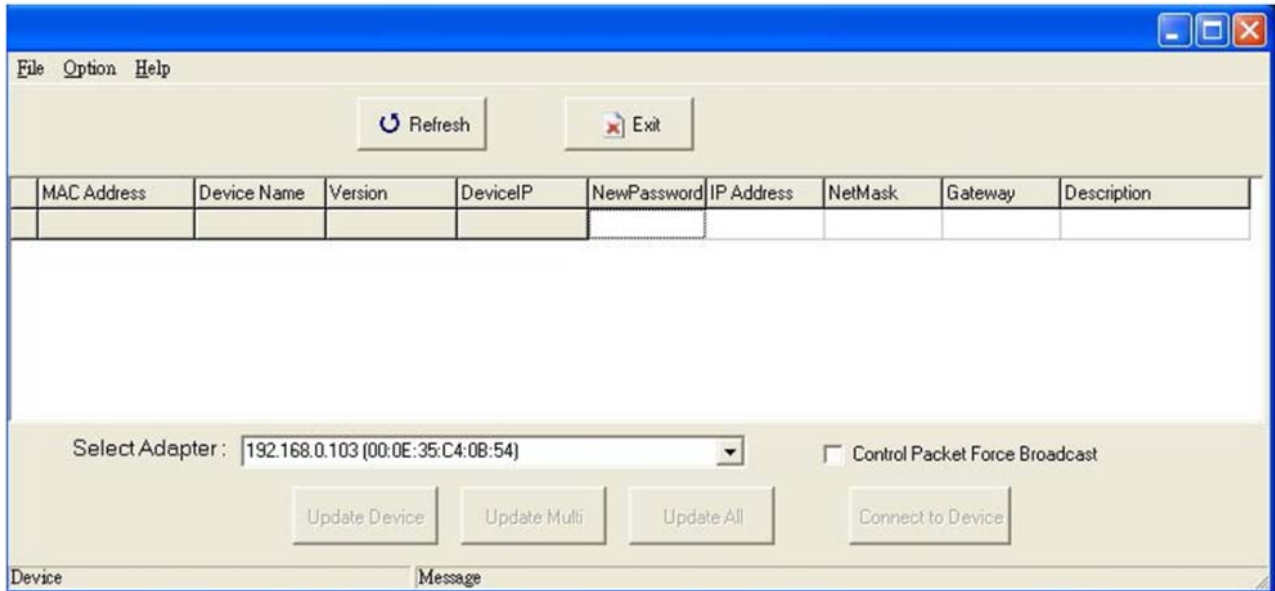 File Option Help
Refresh Exit
MAC Address Device Name Version DeviceIP NewPassword IP Address NetMask Gateway Description
Select Adapter : 192.168.0.103 (00:0E:35:C4:0B:54) Control Packet Force Broadcast
Update Device Update Multi Update All Connect to Device
Device Message